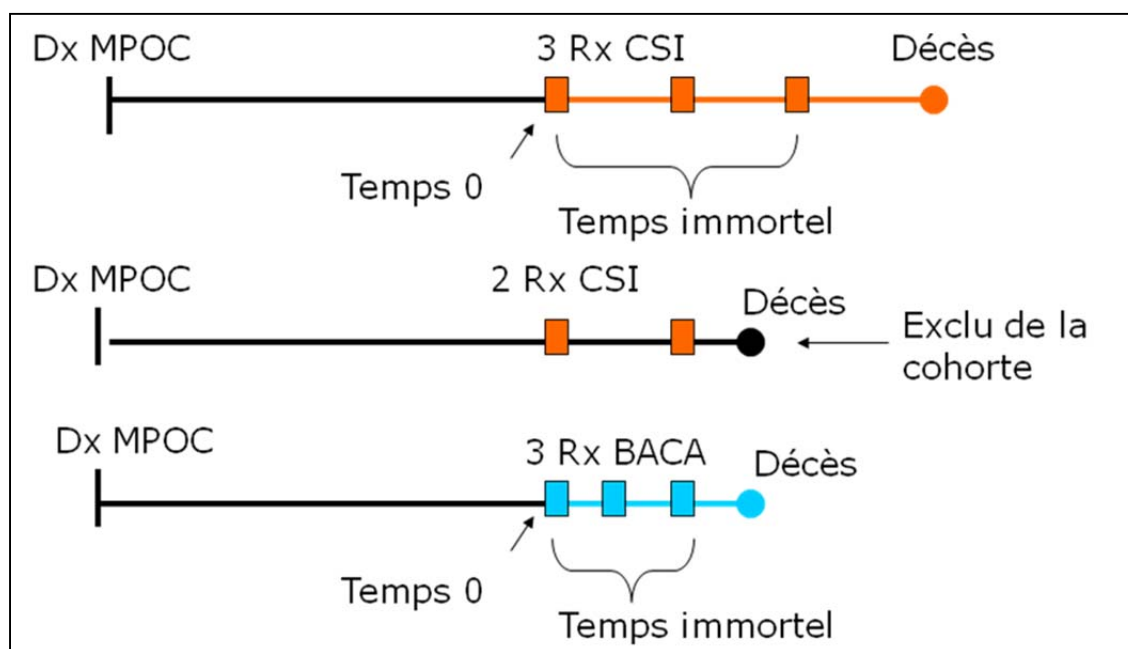 Dx MPOC
3 Rx CSI
Décès
Temps 0
Temps immortel
Dx MPOC
2 Rx CSI
Décès
Exclu de la
cohorte
Dx MPOC
3 Rx BACA
Décès
Temps 0
Temps immortel